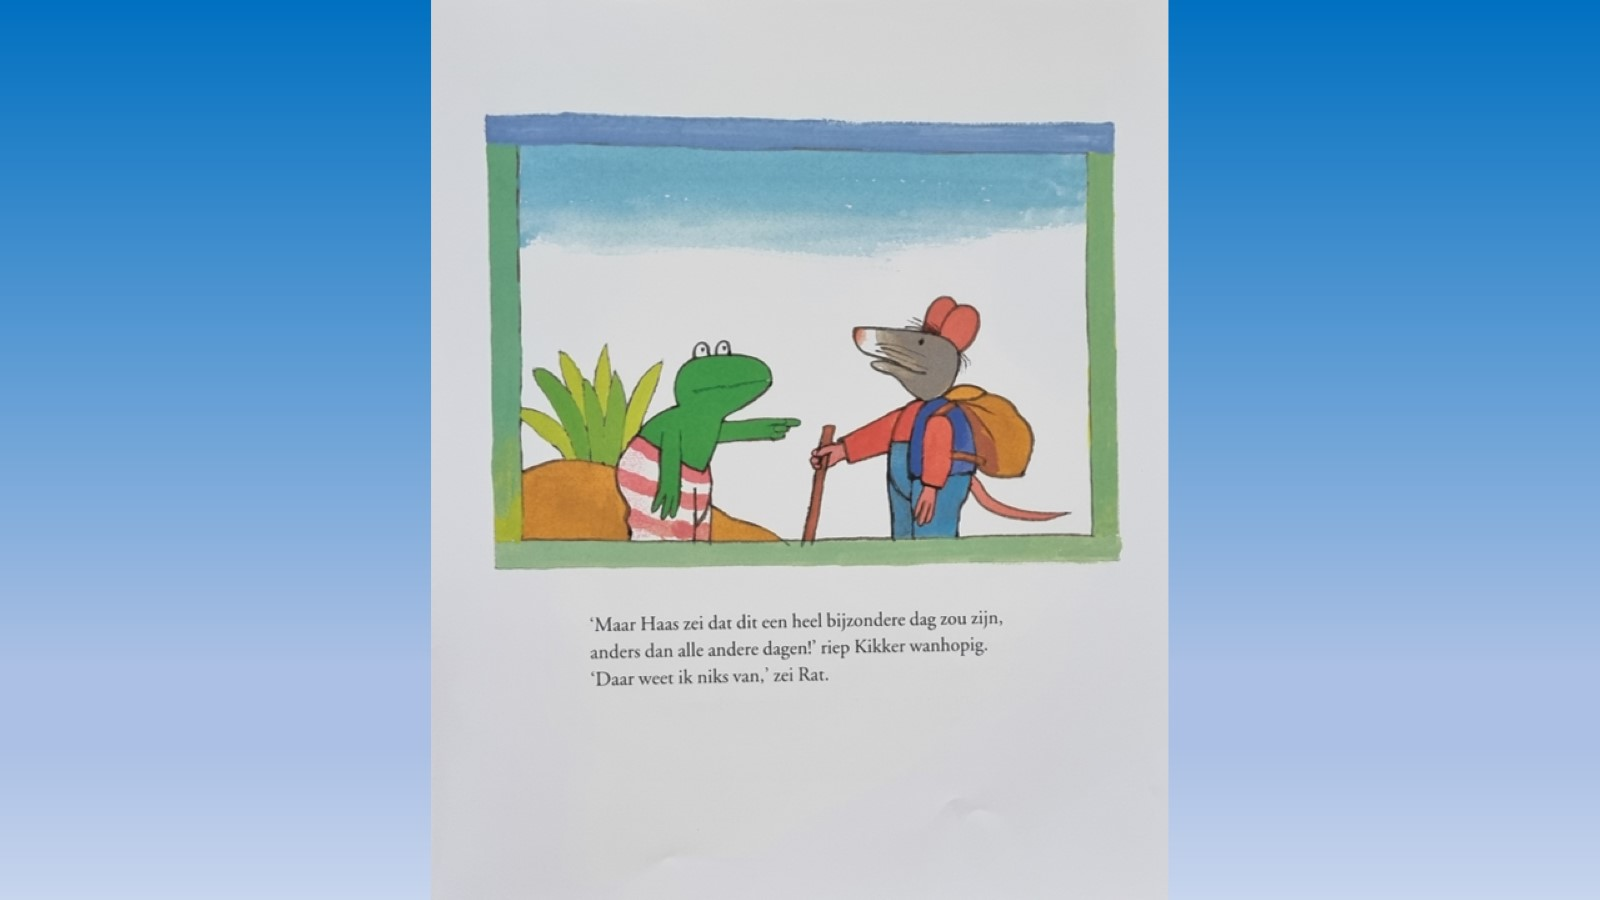 ‘Maar Haas zei dat dit een heel bijzondere dag zou zijn,
anders dan alle andere dagen!’ riep Kikker wanhopig.
‘Daar weet ik niks van,’ zei Rat.